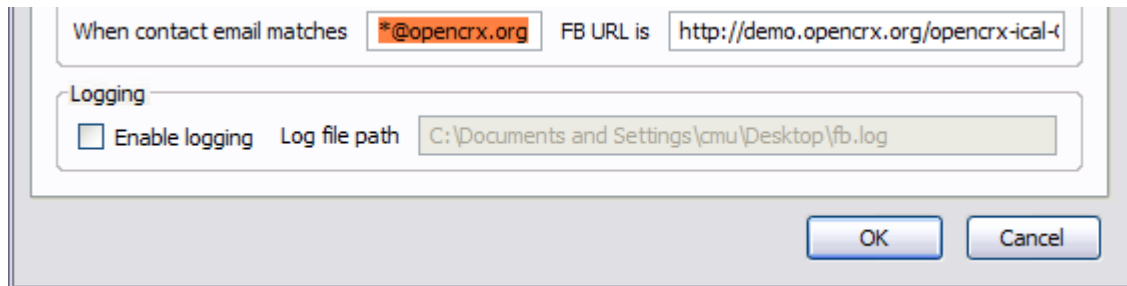 When contact email matches *@opencrx.org FB URL is http://demo.opencrx.org/opencrx-ical-
Logging
Enable logging Log file path C:\Documents and Settings\cmu\Desktop\fb.log
OK Cancel